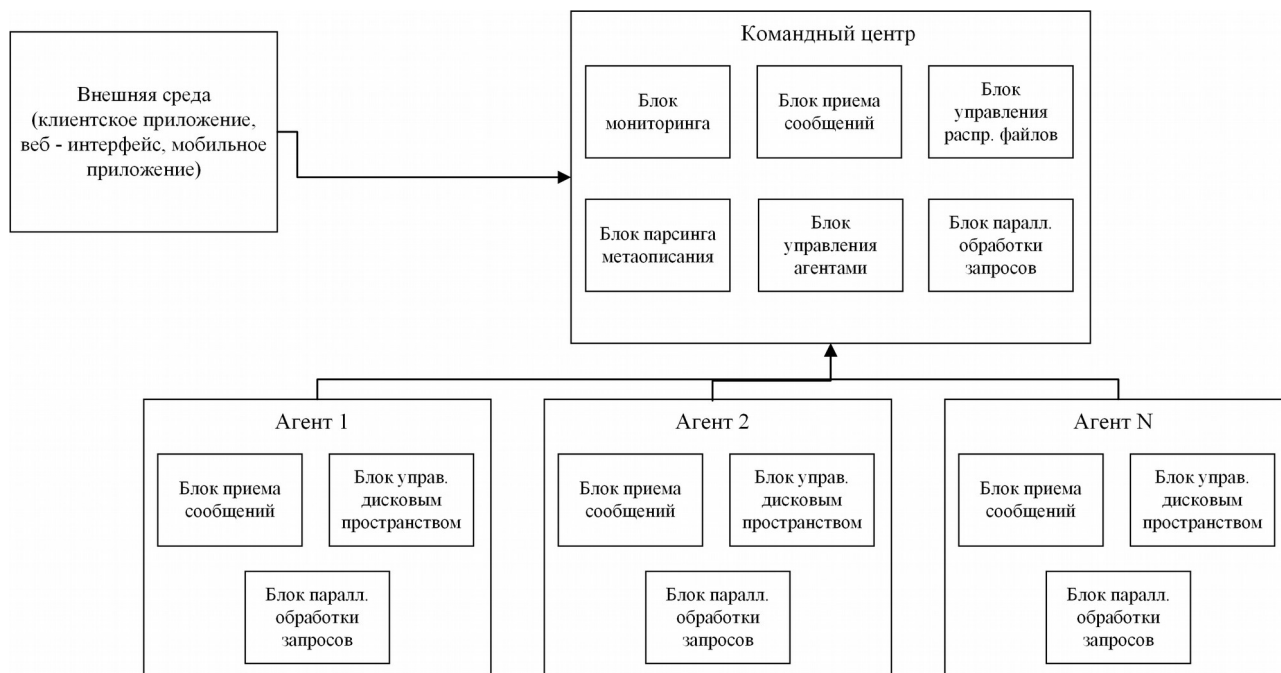 Командный центр
Внешняя среда
(клиентское приложение,
веб - интерфейс, мобильное
приложение)
Блок
мониторинга
Блок приема
сообщений
Блок
управления
распр. файлов
Блок парсинга
метаописания
Блок
управления
агентами
Блок паралл.
обработки
запросов
Агент 1
Блок приема
сообщений
Блок управ.
дисковым
пространством
Блок паралл.
обработки
запросов
Агент 2
Блок приема
сообщений
Блок управ.
дисковым
пространством
Блок паралл.
обработки
запросов
Агент N
Блок приема
сообщений
Блок управ.
дисковым
пространством
Блок паралл.
обработки
запросов